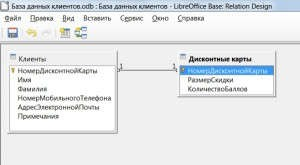 База данных клиентов.odb : База данных клиентов - LibreOffice Base: Relation Design
Файл Правка Вид Вставка Сервис Окно Справка
Клиенты
НомерДисконтнойКарты
Имя
Фамилия
НомерМобильногоТелефона
АдресЭлектроннойПочты
Примечания
1
1
Дисконтные карты
НомерДисконтнойКарты
РазмерСкидки
КоличествоБаллов